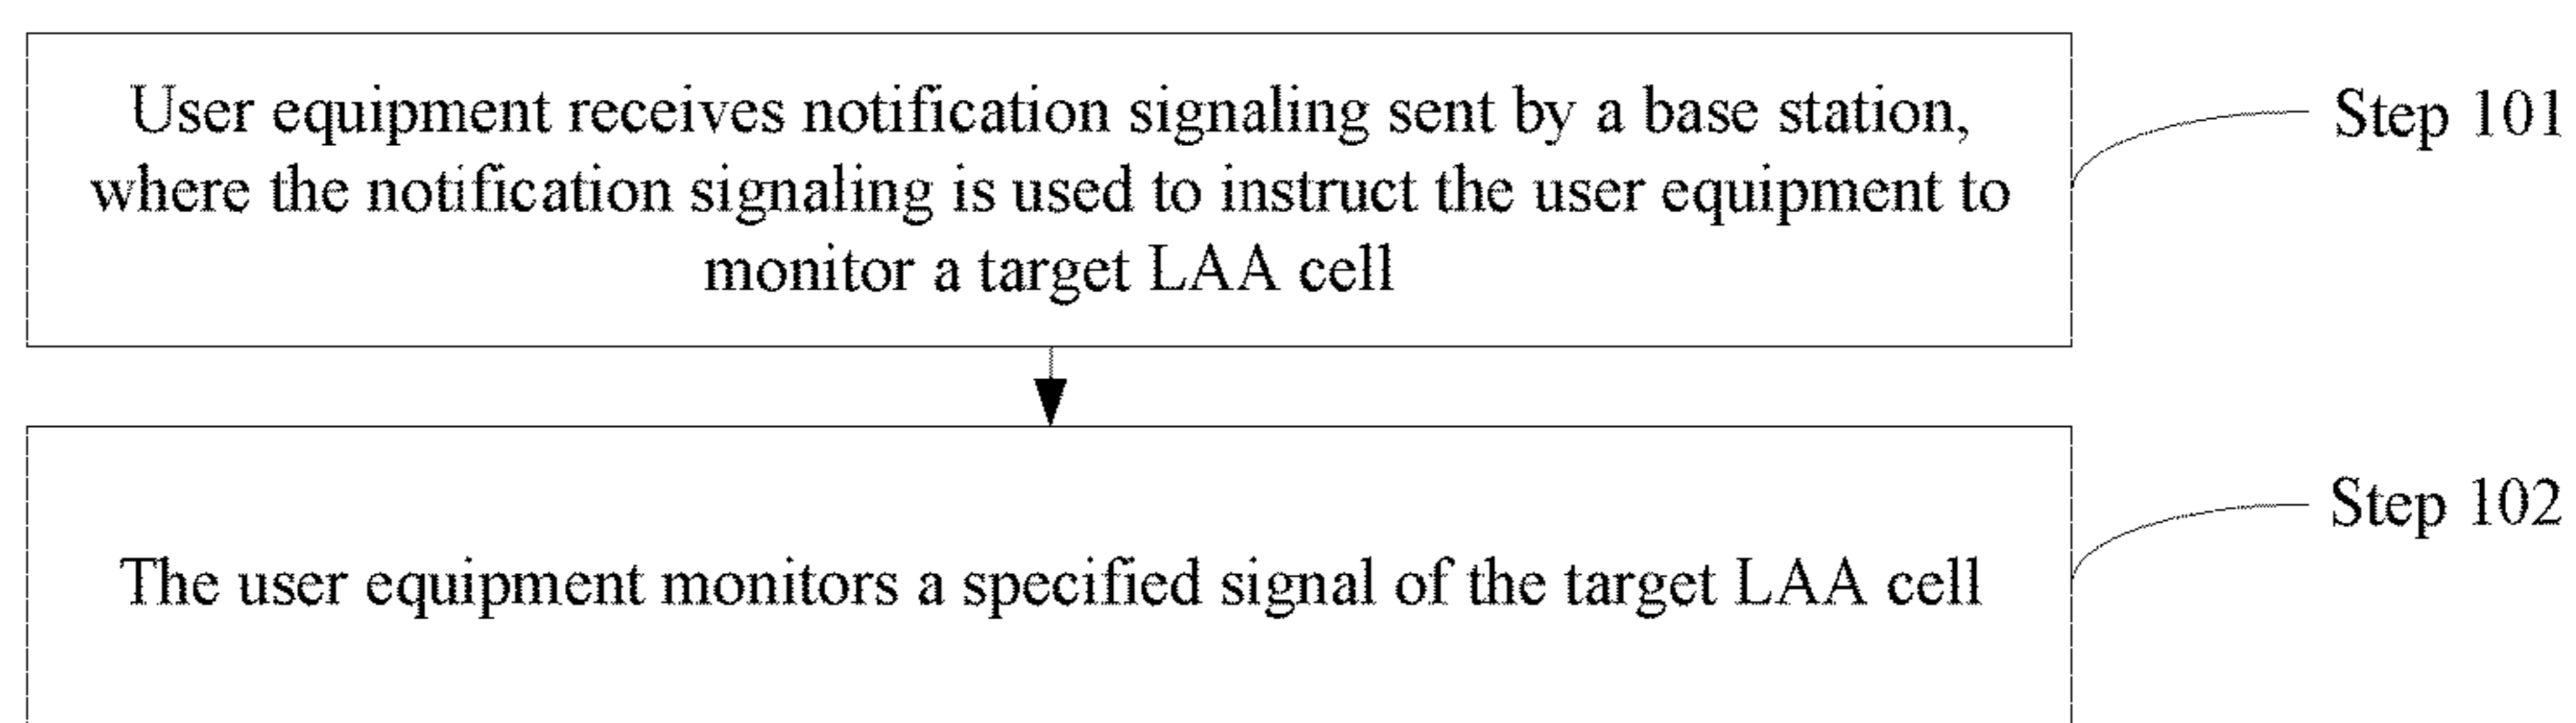 User equipment receives notification signaling sent by a base station,
where the notification signaling is used to instruct the user equipment to
monitor a target LAA cell
Step 101
The user equipment monitors a specified signal of the target LAA cell
Step 102